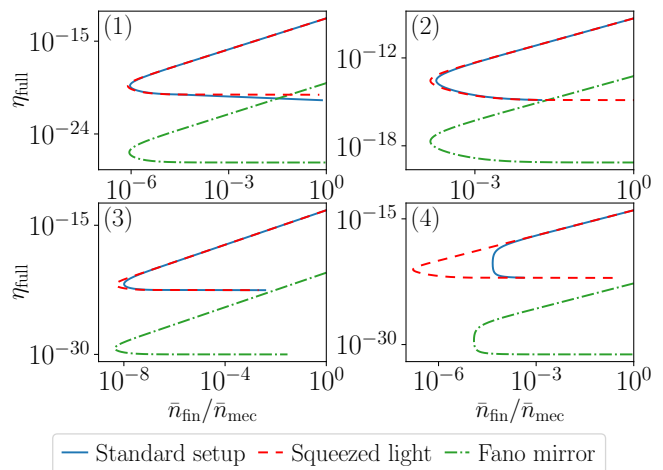 (1)
(2)
η_full
10^{-15}
10^{-24}
10^{-12}
10^{-18}
10^{-6} 10^{-3} 10^{0}
10^{-3} 10^{0}
(3)
(4)
η_full
10^{-15}
10^{-30}
10^{-15}
10^{-30}
10^{-8} 10^{-4} 10^{0}
10^{-6} 10^{-3} 10^{0}
n̄_fin/n̄_mec
n̄_fin/n̄_mec
Standard setup Squeezed light Fano mirror